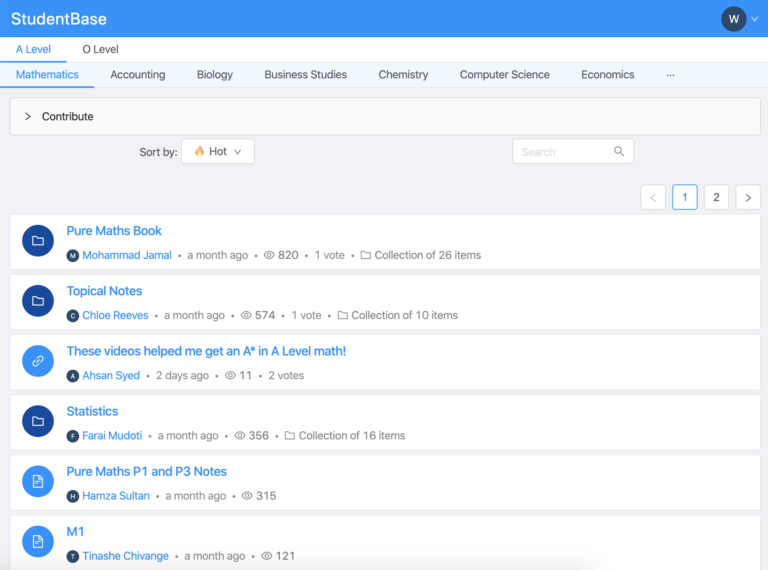 StudentBase
W
A Level O Level
Mathematics Accounting Biology Business Studies Chemistry Computer Science Economics ...
Contribute
Sort by: Hot Search
1 2
Pure Maths Book
M Mohammad Jamal • a month ago • 820 • 1 vote • Collection of 26 items
Topical Notes
C Chloe Reeves • a month ago • 574 • 1 vote • Collection of 10 items
These videos helped me get an A* in A Level math!
A Ahsan Syed • 2 days ago • 11 • 2 votes
Statistics
F Farai Mudoti • a month ago • 356 • Collection of 16 items
Pure Maths P1 and P3 Notes
H Hamza Sultan • a month ago • 315
M1
T Tinashe Chivange • a month ago • 121